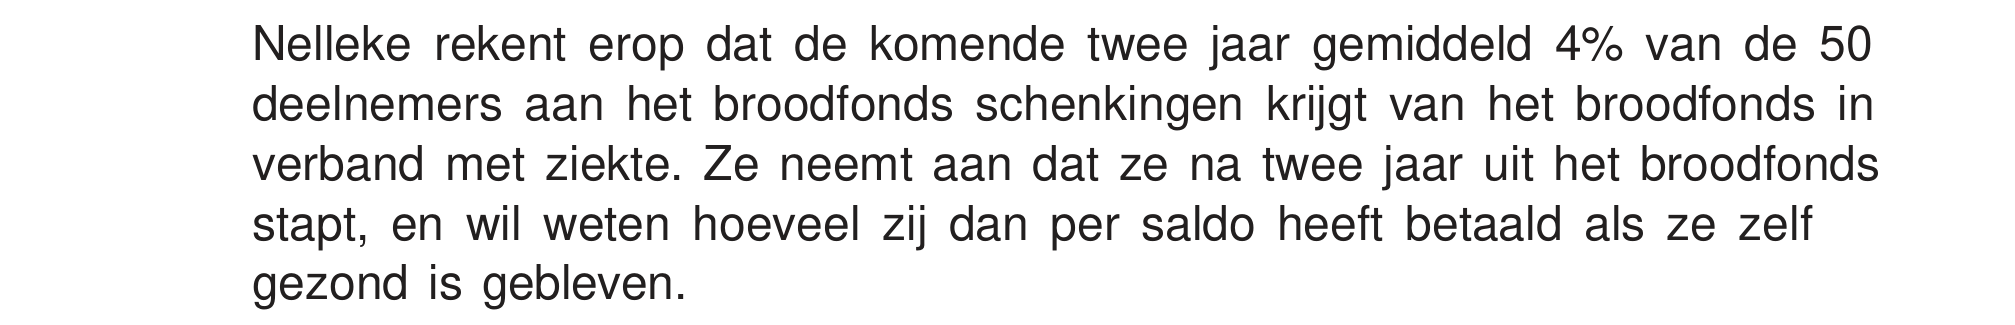 Nelleke rekent erop dat de komende twee jaar gemiddeld 4% van de 50
deelnemers aan het broodfonds schenkingen krijgt van het broodfonds in
verband met ziekte. Ze neemt aan dat ze na twee jaar uit het broodfonds
stapt, en wil weten hoeveel zij dan per saldo heeft betaald als ze zelf
gezond is gebleven.